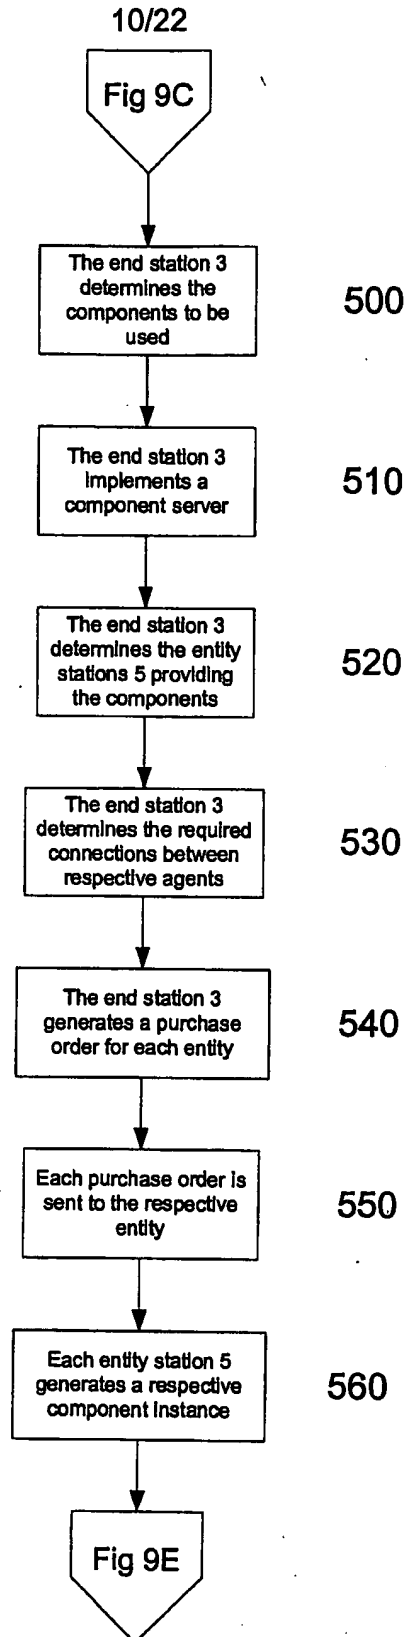 10/22
Fig 9C
The end station 3
determines the
components to be
used
500
The end station 3
implements a
component server
510
The end station 3
determines the entity
stations 5 providing
the components
520
The end station 3
determines the required
connections between
respective agents
530
The end station 3
generates a purchase
order for each entity
540
Each purchase order is
sent to the respective
entity
550
Each entity station 5
generates a respective
component instance
560
Fig 9E